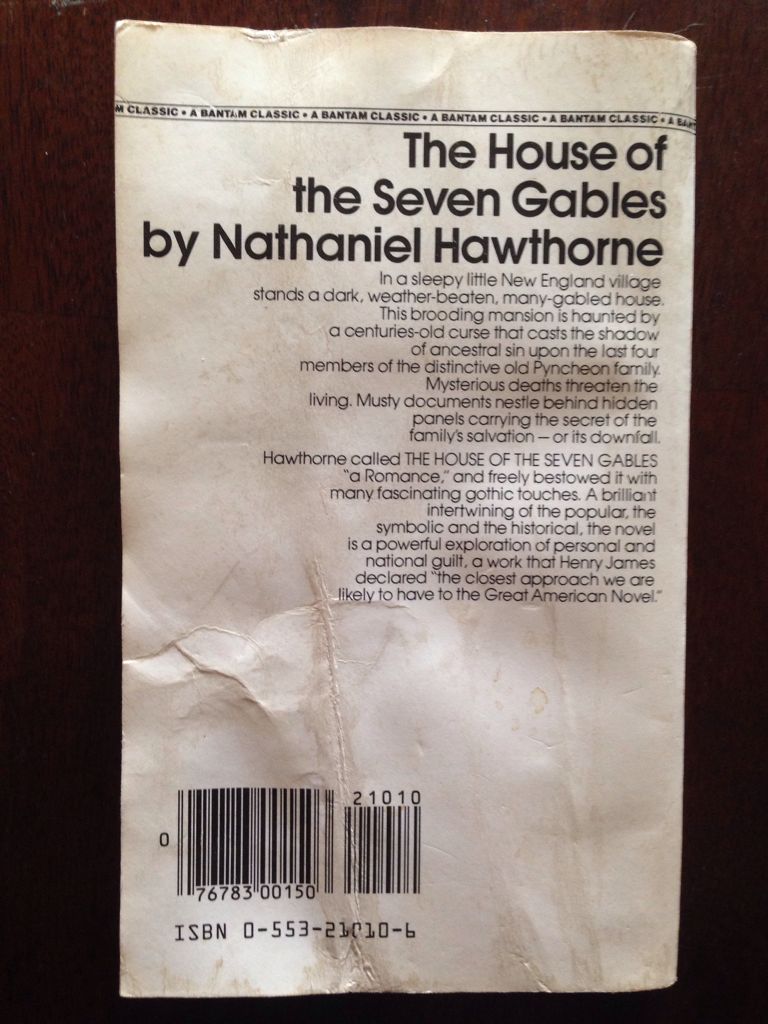 M CLASSIC • A BANTAM CLASSIC • A BANTAM CLASSIC • A BANTAM CLASSIC • A BANTAM CLASSIC • A BANT
The House of
the Seven Gables
by Nathaniel Hawthorne
In a sleepy little New England village
stands a dark, weather-beaten, many-gabled house.
This brooding mansion is haunted by
a centuries-old curse that casts the shadow
of ancestral sin upon the last four
members of the distinctive old Pyncheon family.
Mysterious deaths threaten the
living. Musty documents nestle behind hidden
panels carrying the secret of the
family's salvation — or its downfall.
Hawthorne called THE HOUSE OF THE SEVEN GABLES
"a Romance," and freely bestowed it with
many fascinating gothic touches. A brilliant
intertwining of the popular, the
symbolic and the historical, the novel
is a powerful exploration of personal and
national guilt, a work that Henry James
declared "the closest approach we are
likely to have to the Great American Novel."
21010
0
76783 00150
ISBN 0-553-21010-6